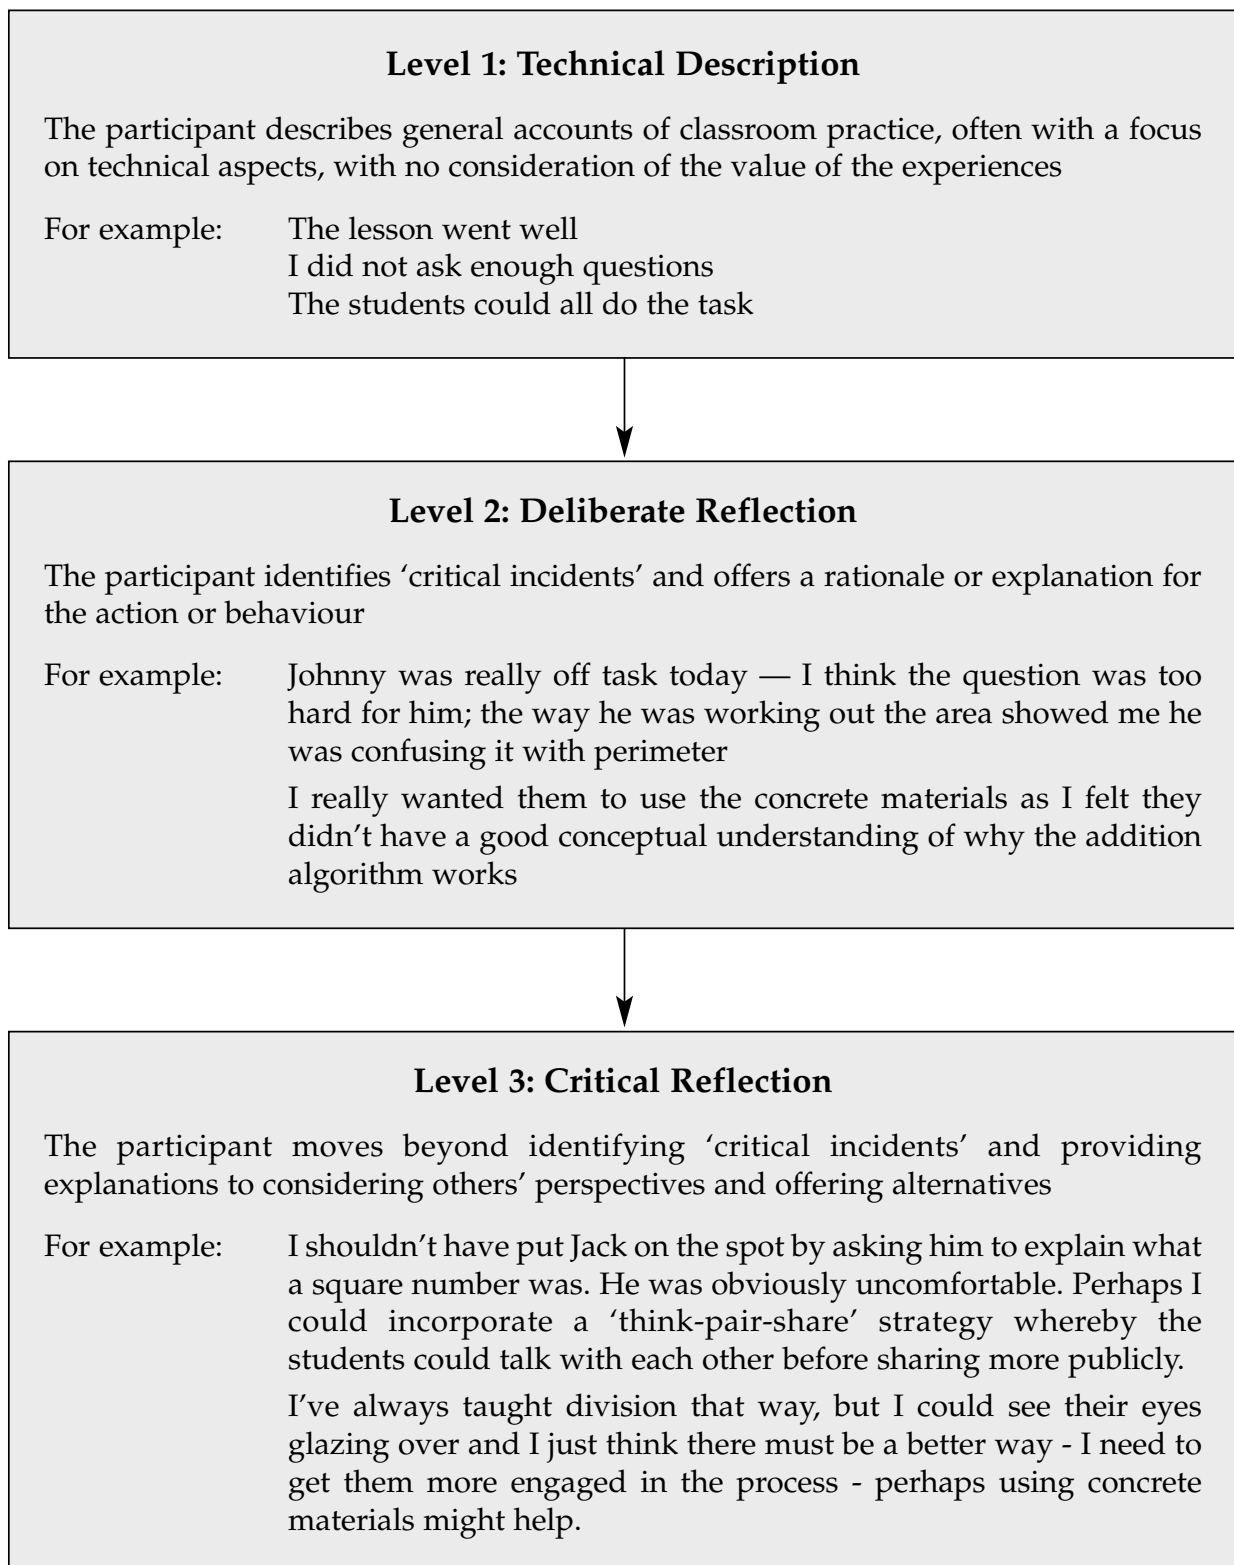 Level 1: Technical Description
The participant describes general accounts of classroom practice, often with a focus
on technical aspects, with no consideration of the value of the experiences
For example: The lesson went well
I did not ask enough questions
The students could all do the task
Level 2: Deliberate Reflection
The participant identifies ‘critical incidents’ and offers a rationale or explanation for
the action or behaviour
For example: Johnny was really off task today — I think the question was too
hard for him; the way he was working out the area showed me he
was confusing it with perimeter
I really wanted them to use the concrete materials as I felt they
didn’t have a good conceptual understanding of why the addition
algorithm works
Level 3: Critical Reflection
The participant moves beyond identifying ‘critical incidents’ and providing
explanations to considering others’ perspectives and offering alternatives
For example: I shouldn’t have put Jack on the spot by asking him to explain what
a square number was. He was obviously uncomfortable. Perhaps I
could incorporate a ‘think-pair-share’ strategy whereby the
students could talk with each other before sharing more publicly.
I’ve always taught division that way, but I could see their eyes
glazing over and I just think there must be a better way - I need to
get them more engaged in the process - perhaps using concrete
materials might help.